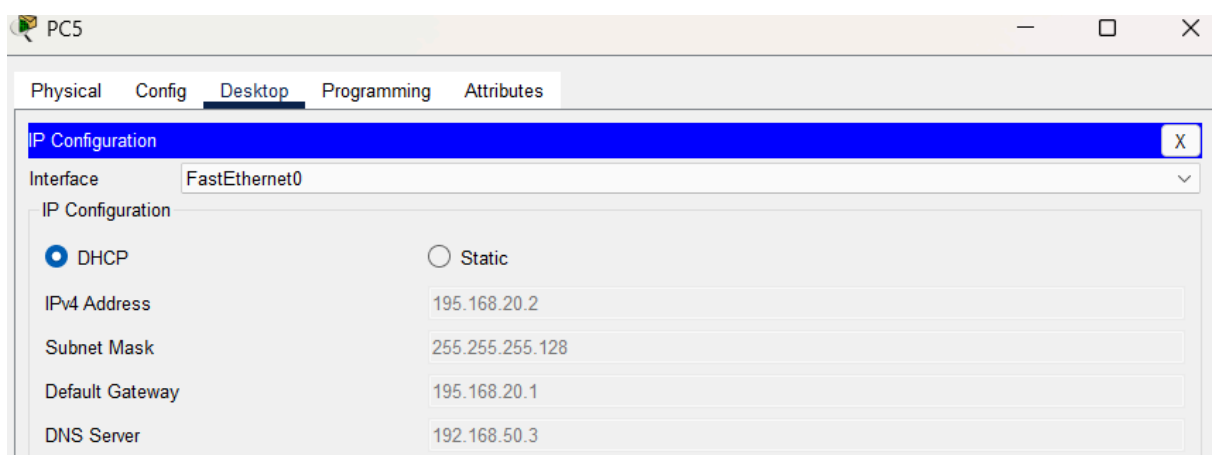 PC5
Physical Config Desktop Programming Attributes
IP Configuration X
Interface FastEthernet0
IP Configuration
DHCP Static
IPv4 Address 195.168.20.2
Subnet Mask 255.255.255.128
Default Gateway 195.168.20.1
DNS Server 192.168.50.3